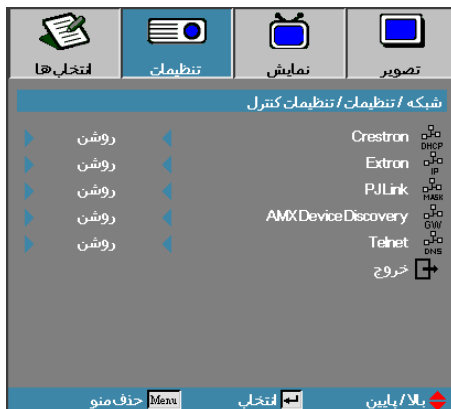 تصویر
نمایش
تنظیمات
انتخاب‌ها
شبکه / تنظیمات / تنظیمات کنترل
Crestron روشن
DHCP
Extron روشن
IP
PJLink روشن
MASK
AMX Device Discovery روشن
GW
Telnet روشن
DNS
خروج
بالا / پایین انتخاب Menu حذف منو